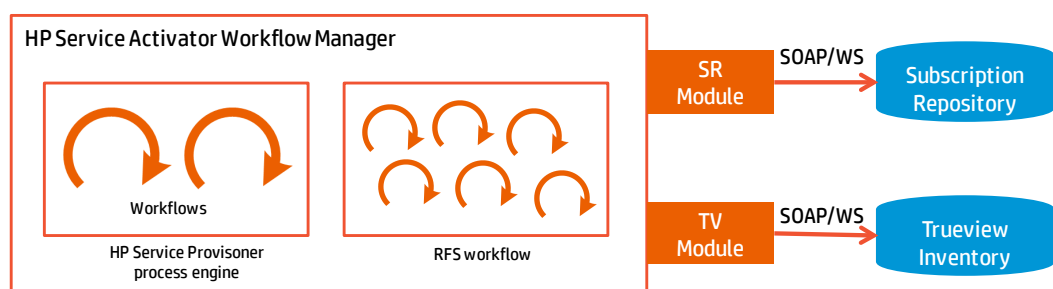 HP Service Activator Workflow Manager
Workflows
HP Service Provisoner
process engine
RFS workflow
SR
Module
SOAP/WS
Subscription
Repository
TV
Module
SOAP/WS
Trueview
Inventory